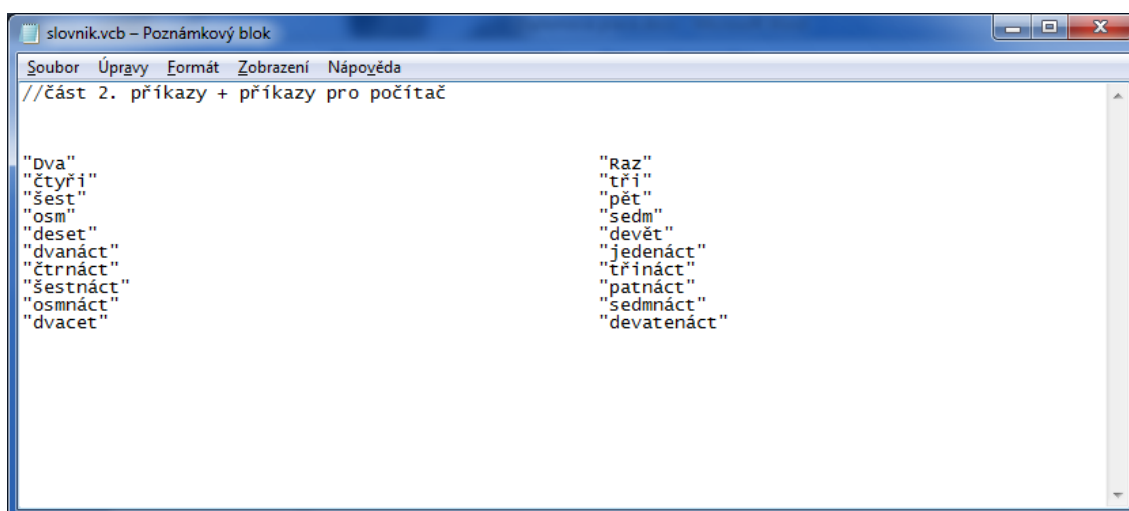 slovnik.vcb – Poznámkový blok
Soubor Úpravy Formát Zobrazení Nápověda
//část 2. příkazy + příkazy pro počítač
"Dva" "Raz"
"čtyři" "tři"
"šest" "pět"
"osm" "sedm"
"deset" "devět"
"dvanáct" "jedenáct"
"čtrnáct" "třináct"
"šestnáct" "patnáct"
"osmnáct" "sedmnáct"
"dvacet" "devatenáct"